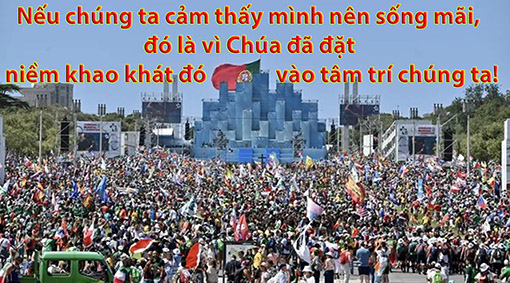 Nếu chúng ta cảm thấy mình nên sống mãi,
đó là vì Chúa đã đặt
niềm khao khát đó vào tâm trí chúng ta!